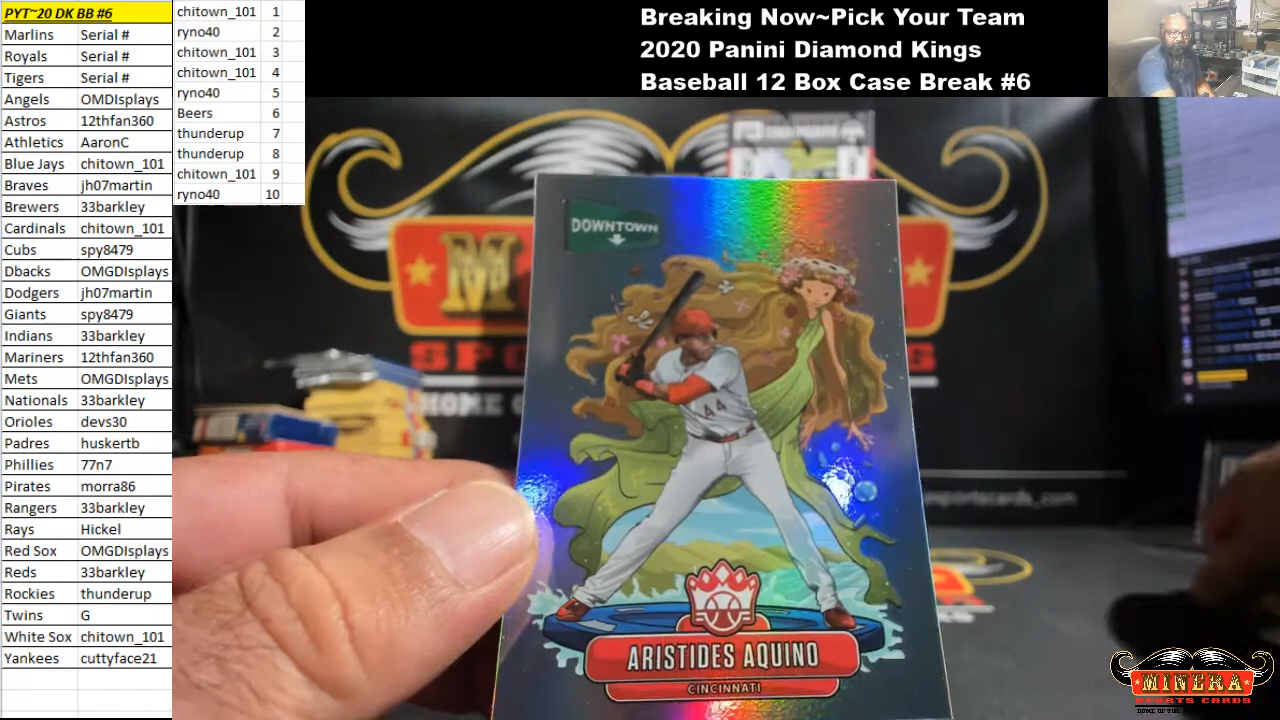 PYT~20 DK BB #6
Marlins Serial #
Royals Serial #
Tigers Serial #
Angels OMDIsplays
Astros 12thfan360
Athletics AaronC
Blue Jays chitown_101
Braves jh07martin
Brewers 33barkley
Cardinals chitown_101
Cubs spy8479
Dbacks OMGDIsplays
Dodgers jh07martin
Giants spy8479
Indians 33barkley
Mariners 12thfan360
Mets OMGDIsplays
Nationals 33barkley
Orioles devs30
Padres huskertb
Phillies 77n7
Pirates morra86
Rangers 33barkley
Rays Hickel
Red Sox OMGDIsplays
Reds 33barkley
Rockies thunderup
Twins G
White Sox chitown_101
Yankees cuttyface21
chitown_101 1
ryno40 2
chitown_101 3
chitown_101 4
ryno40 5
Beers 6
thunderup 7
thunderup 8
chitown_101 9
ryno40 10
Breaking Now~Pick Your Team
2020 Panini Diamond Kings
Baseball 12 Box Case Break #6
DOWNTOWN
44
ARISTIDES AQUINO
CINCINNATI
M
SPO
HOME O
MINERA
SPORTS CARDS